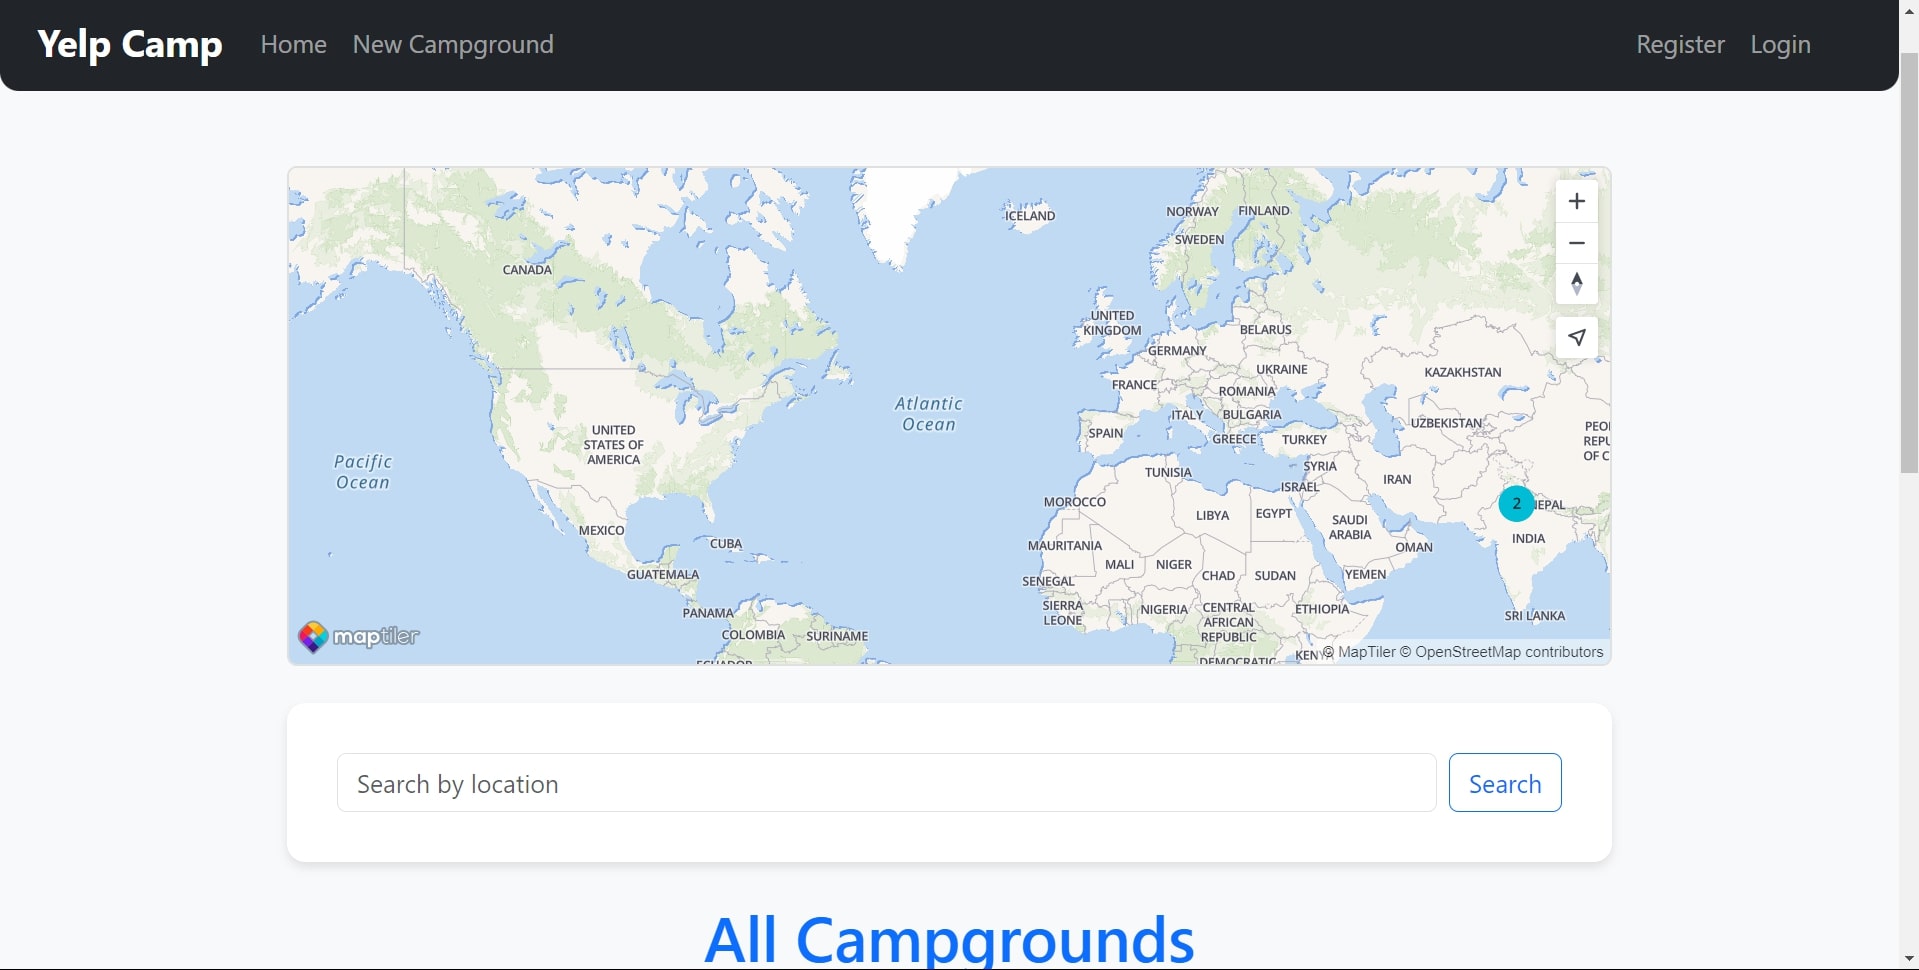 Yelp Camp
Home
New Campground
Register
Login
ICELAND
NORWAY
FINLAND
SWEDEN
CANADA
UNITED
KINGDOM
BELARUS
GERMANY
UKRAINE
KAZAKHSTAN
FRANCE
ROMANIA
Atlantic
Ocean
ITALY
BULGARIA
UZBEKISTAN
SPAIN
GREECE
TURKEY
UNITED
STATES OF
AMERICA
PEO
REPU
OF C
Pacific
Ocean
TUNISIA
SYRIA
IRAN
ISRAEL
MOROCCO
LIBYA
EGYPT
2
EPAL
SAUDI
ARABIA
MEXICO
INDIA
CUBA
MAURITANIA
OMAN
MALI
NIGER
CHAD
SUDAN
YEMEN
GUATEMALA
SENEGAL
SIERRA
LEONE
NIGERIA
CENTRAL
AFRICAN
REPUBLIC
ETHIOPIA
PANAMA
SRI LANKA
COLOMBIA
SURINAME
maptiler
ECUADOR
DEMOCRATIC
KENYA
© MapTiler © OpenStreetMap contributors
Search by location
Search
All Campgrounds